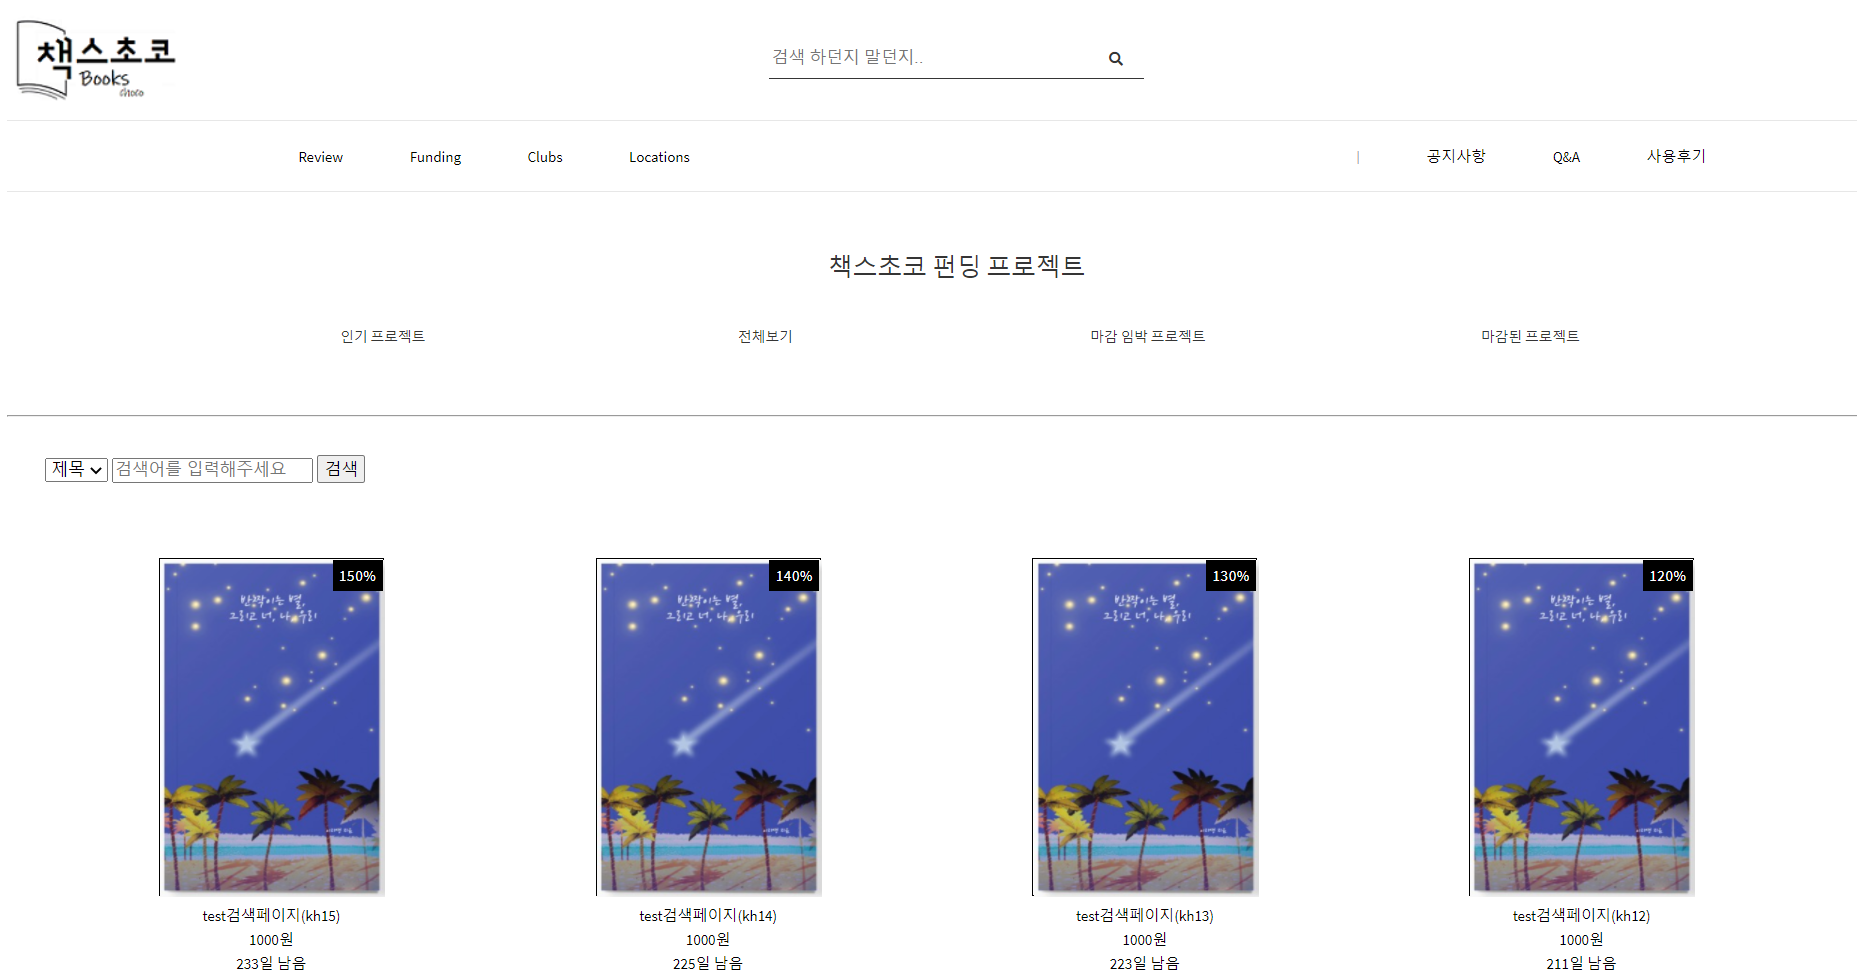 책스초코
Books
choco
검색 하던지 말던지..
Review Funding Clubs Locations | 공지사항 Q&A 사용후기
책스초코 펀딩 프로젝트
인기 프로젝트 전체보기 마감 임박 프로젝트 마감된 프로젝트
제목 검색어를 입력해주세요 검색
150% 140% 130% 120%
반짝이는 별, 반짝이는 별, 반짝이는 별, 반짝이는 별,
그리고 너, 나, 우리 그리고 너, 나, 우리 그리고 너, 나, 우리 그리고 너, 나, 우리
test검색페이지(kh15) test검색페이지(kh14) test검색페이지(kh13) test검색페이지(kh12)
1000원 1000원 1000원 1000원
233일 남음 225일 남음 223일 남음 211일 남음